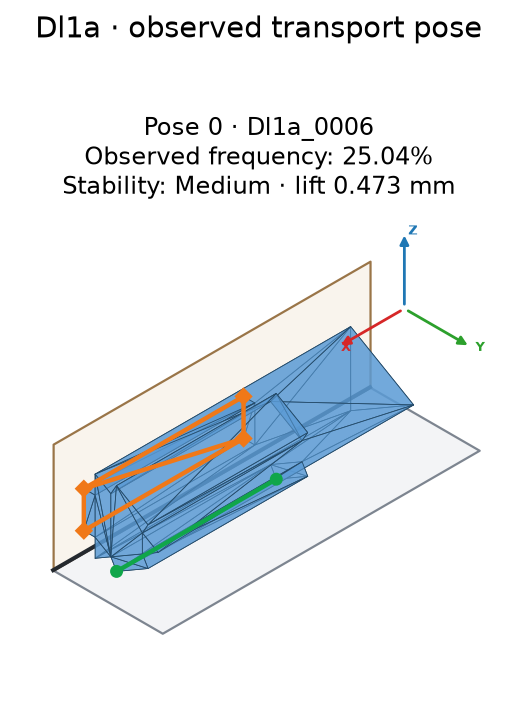 Dl1a · observed transport pose
Pose 0 · Dl1a_0006
Observed frequency: 25.04%
Stability: Medium · lift 0.473 mm
Z
X
Y